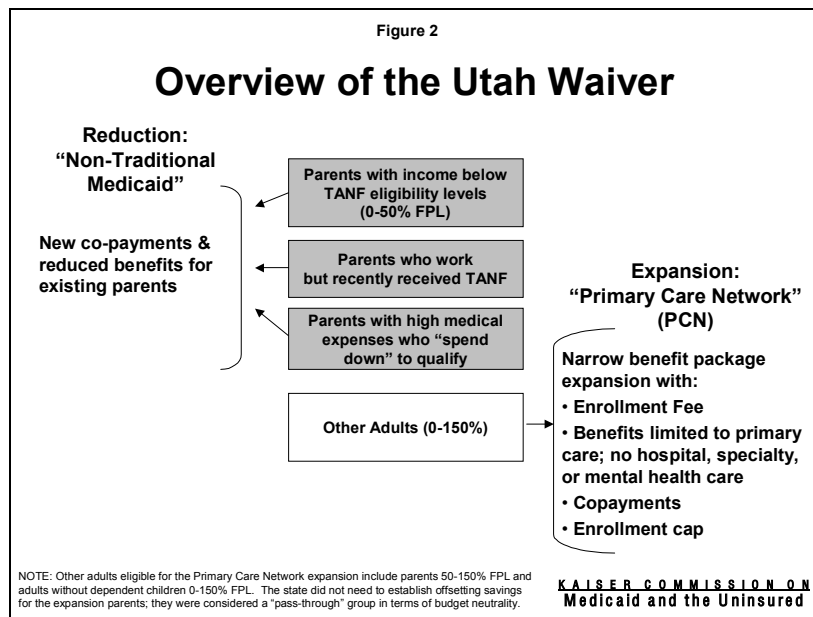 Figure 2
Overview of the Utah Waiver
Reduction:
“Non-Traditional
Medicaid”
New co-payments &
reduced benefits for
existing parents
Parents with income below
TANF eligibility levels
(0-50% FPL)
Parents who work
but recently received TANF
Parents with high medical
expenses who “spend
down” to qualify
Other Adults (0-150%)
Expansion:
“Primary Care Network”
(PCN)
Narrow benefit package
expansion with:
• Enrollment Fee
• Benefits limited to primary
care; no hospital, specialty,
or mental health care
• Copayments
• Enrollment cap
NOTE: Other adults eligible for the Primary Care Network expansion include parents 50-150% FPL and
adults without dependent children 0-150% FPL. The state did not need to establish offsetting savings
for the expansion parents; they were considered a “pass-through” group in terms of budget neutrality.
KAISER COMMISSION ON
Medicaid and the Uninsured